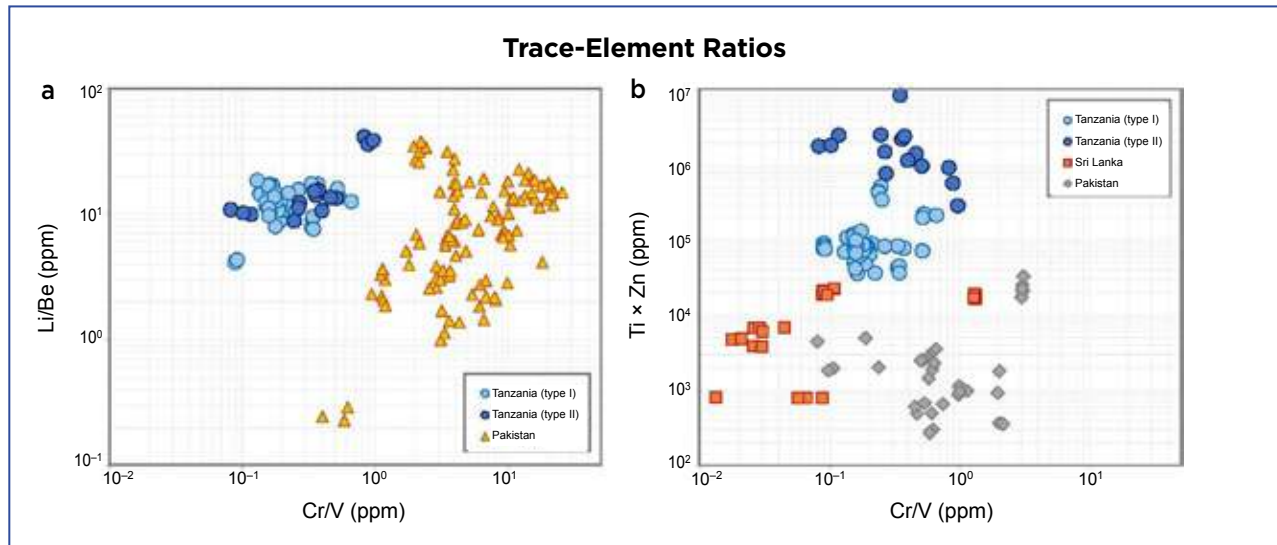 Trace-Element Ratios
a
10²
10¹
10⁰
10⁻¹
Li/Be (ppm)
Tanzania (type I)
Tanzania (type II)
Pakistan
10⁻² 10⁻¹ 10⁰ 10¹
Cr/V (ppm)
b
10⁷
10⁶
10⁵
10⁴
10³
10²
Ti × Zn (ppm)
Tanzania (type I)
Tanzania (type II)
Sri Lanka
Pakistan
10⁻² 10⁻¹ 10⁰ 10¹
Cr/V (ppm)